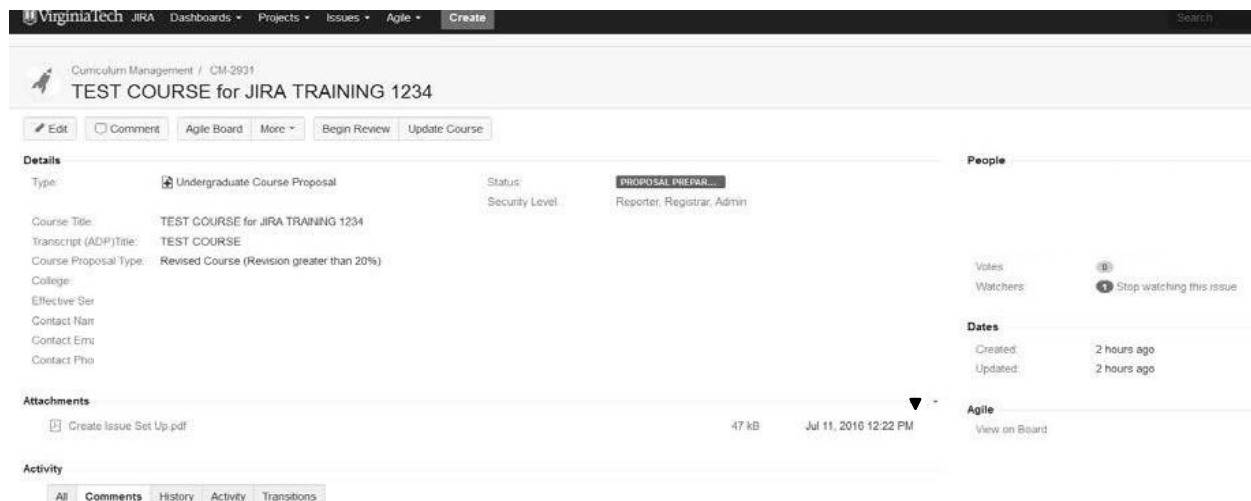 VirginiaTech JIRA Dashboards Projects Issues Agile Create Search
Curriculum Management / CM-2931
TEST COURSE for JIRA TRAINING 1234
Edit Comment Agile Board More Begin Review Update Course
Details
Type: Undergraduate Course Proposal Status: PROPOSAL PREPAR...
Security Level: Reporter, Registrar, Admin
Course Title: TEST COURSE for JIRA TRAINING 1234
Transcript (ADP)Title: TEST COURSE
Course Proposal Type: Revised Course (Revision greater than 20%)
College:
Effective Ser
Contact Nam
Contact Ema
Contact Pho
People
Votes: 0
Watchers: 1 Stop watching this issue
Dates
Created: 2 hours ago
Updated: 2 hours ago
Attachments
Create Issue Set Up.pdf 47 kB Jul 11, 2016 12:22 PM
Agile
View on Board
Activity
All Comments History Activity Transitions